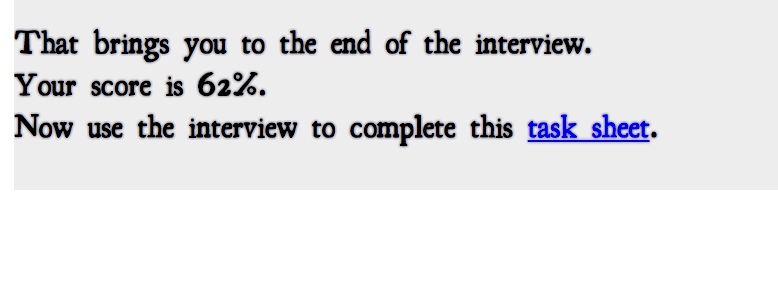 That brings you to the end of the interview.
Your score is 62%.
Now use the interview to complete this task sheet.